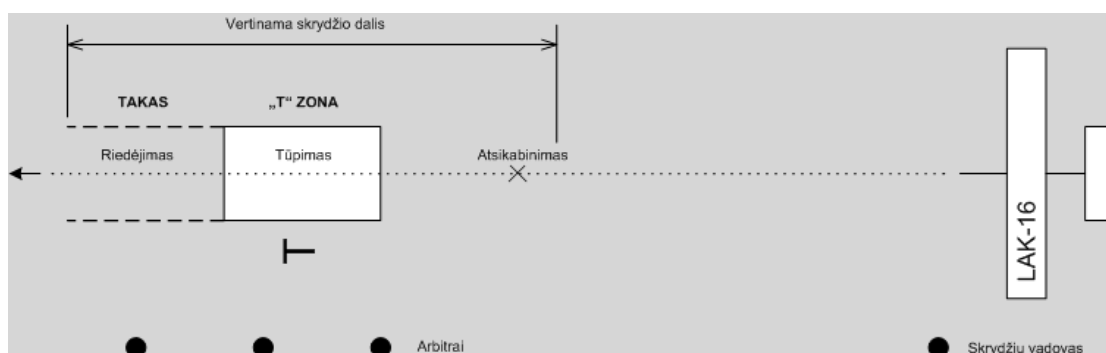 Vertinama skrydžio dalis
TAKAS
„T“ ZONA
Riedėjimas
Tūpimas
Atsikabinimas
LAK-16
Arbitrai
Skrydžių vadovas